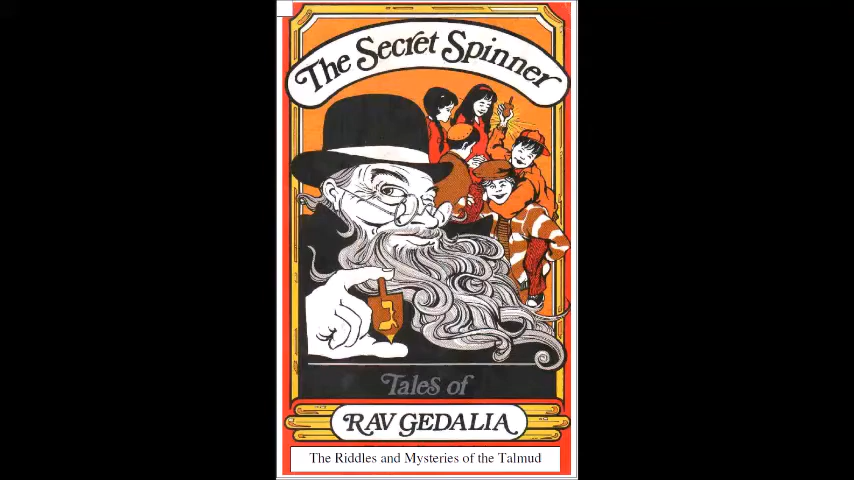 The Secret Spinner
Tales of
RAV GEDALIA
The Riddles and Mysteries of the Talmud